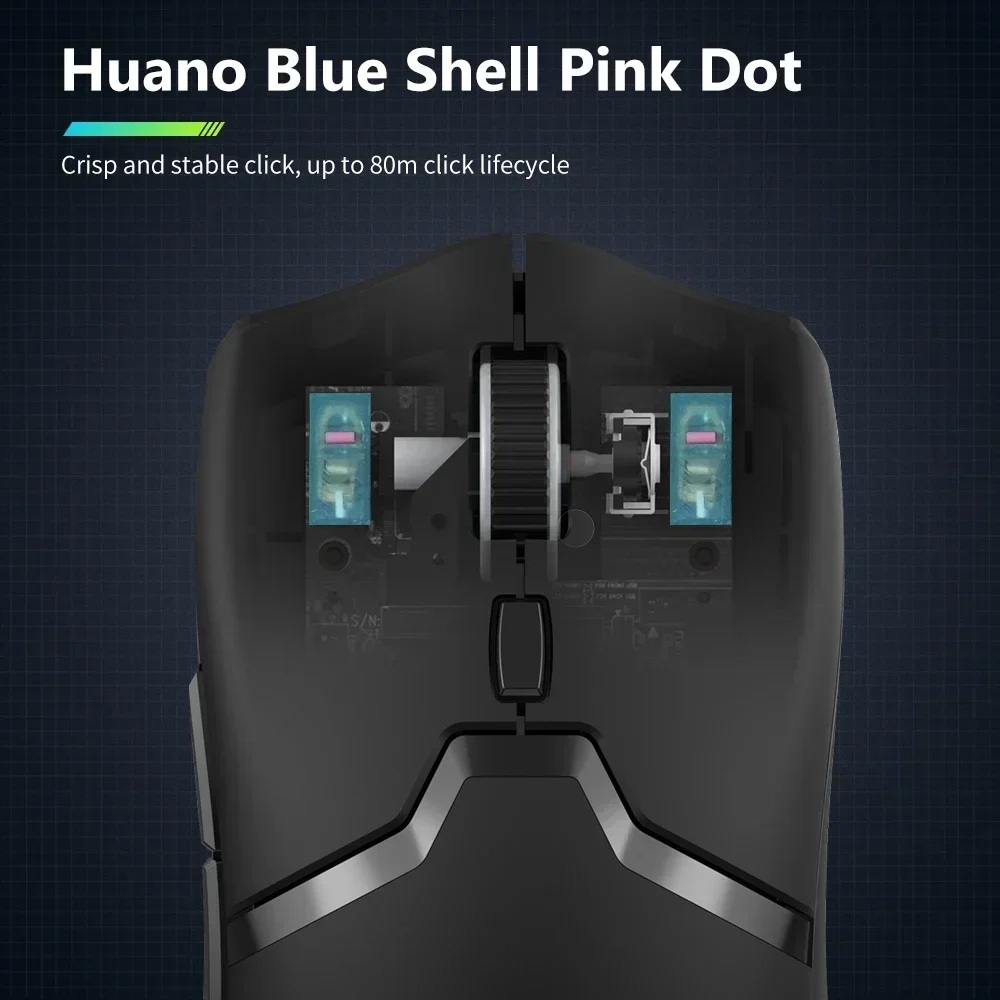 Huano Blue Shell Pink Dot
Crisp and stable click, up to 80m click lifecycle
S/N: